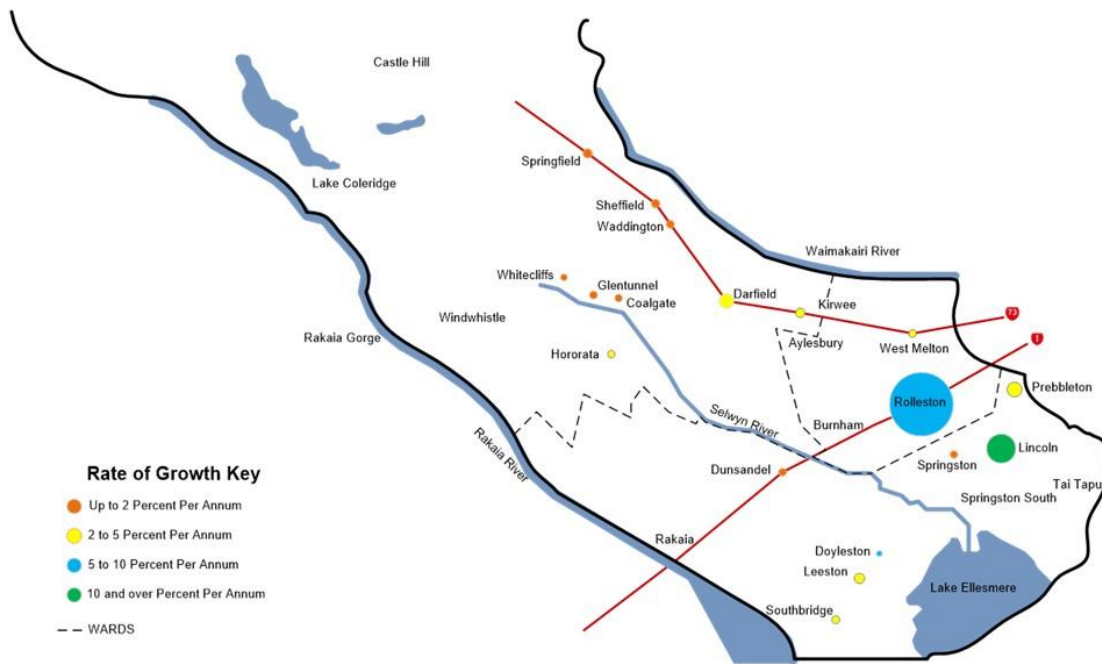 Castle Hill
Springfield
Lake Coleridge
Sheffield
Waddington
Waimakairi River
Whitecliffs
Glentunnel
Coalgate
Darfield
Kirwee
73
Windwhistle
Rakaia Gorge
Aylesbury
West Melton
1
Hororata
Prebbleton
Rolleston
Selwyn River
Burnham
Rakaia River
Lincoln
Dunsandel
Springston
Tai Tapu
Springston South
Rakaia
Doyleston
Leeston
Lake Ellesmere
Southbridge
Rate of Growth Key
Up to 2 Percent Per Annum
2 to 5 Percent Per Annum
5 to 10 Percent Per Annum
10 and over Percent Per Annum
WARDS